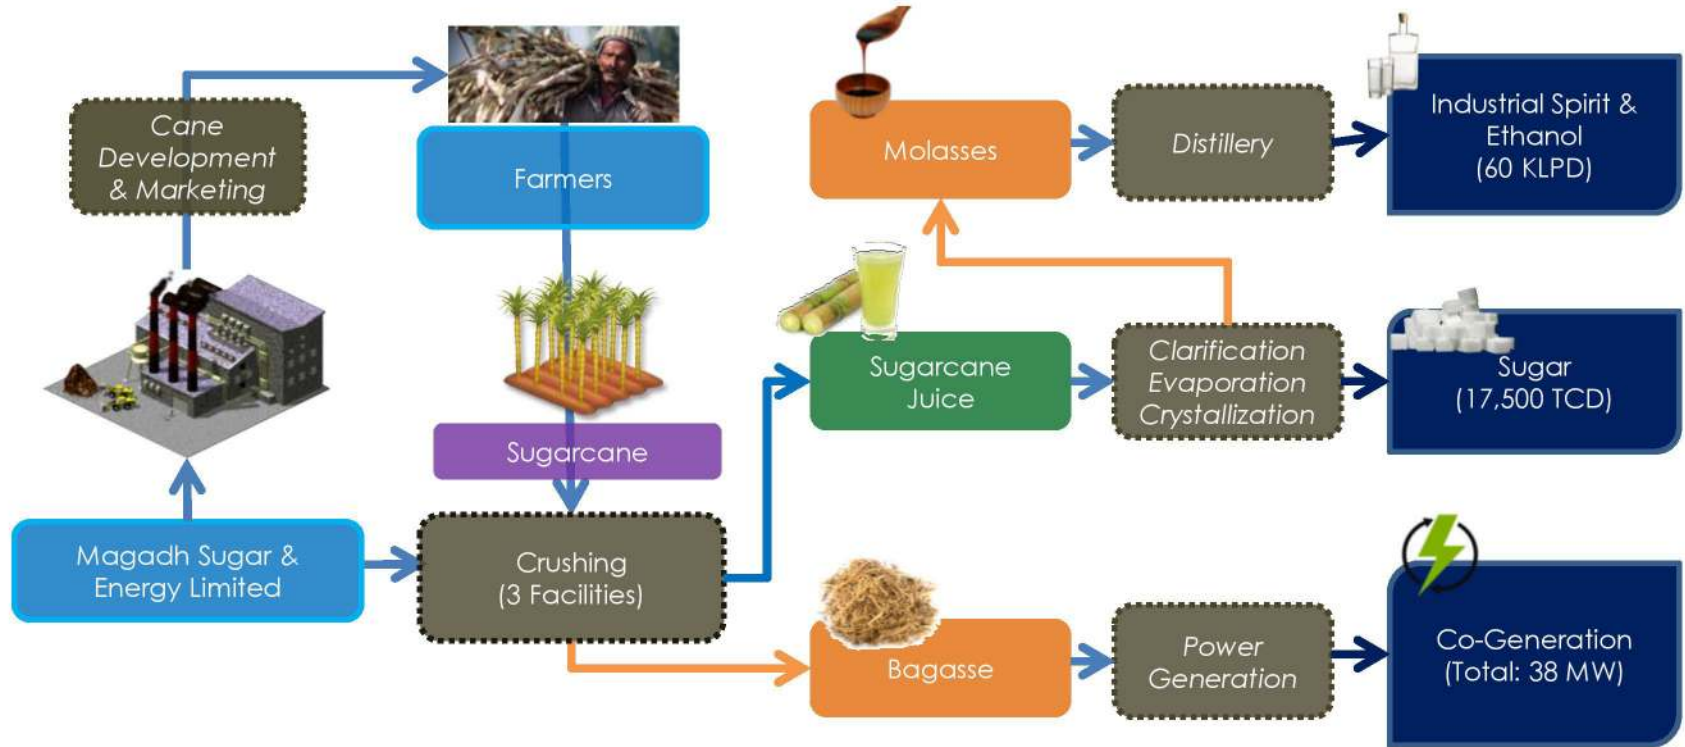 Cane
Development
& Marketing
Farmers
Sugarcane
Magadh Sugar &
Energy Limited
Crushing
(3 Facilities)
Molasses
Distillery
Industrial Spirit &
Ethanol
(60 KLPD)
Sugarcane
Juice
Clarification
Evaporation
Crystallization
Sugar
(17,500 TCD)
Bagasse
Power
Generation
Co-Generation
(Total: 38 MW)